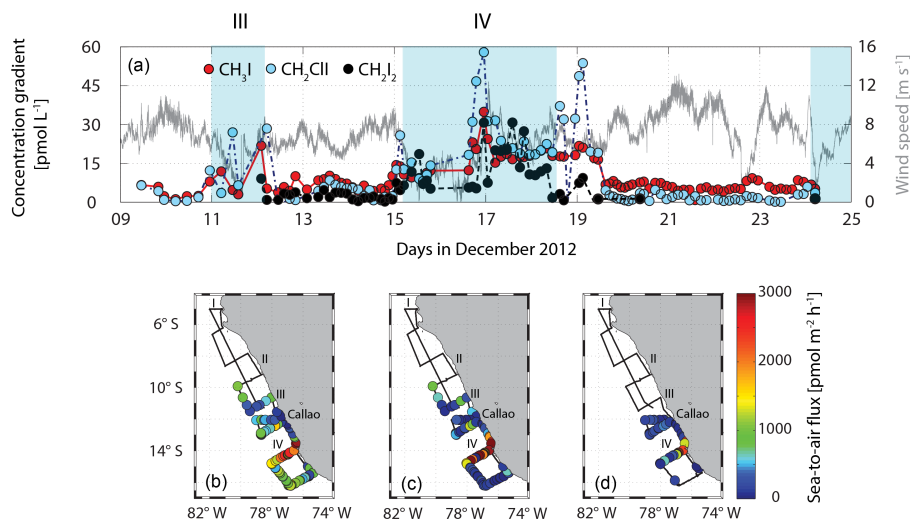 III IV
(a) CH3I CH2ClI CH2I2
Concentration gradient
[pmol L-1]
60
45
30
15
0
16
12
8
4
0
Wind speed [m s-1]
09 11 13 15 17 19 21 23 25
Days in December 2012
I
II
III
Callao
IV
(b)
6° S
10° S
14° S
82° W 78° W 74° W
I
II
III
Callao
IV
(c)
82° W 78° W 74° W
I
II
III
Callao
IV
(d)
82° W 78° W 74° W
3000
2000
1000
0
Sea-to-air flux [pmol m-2 h-1]